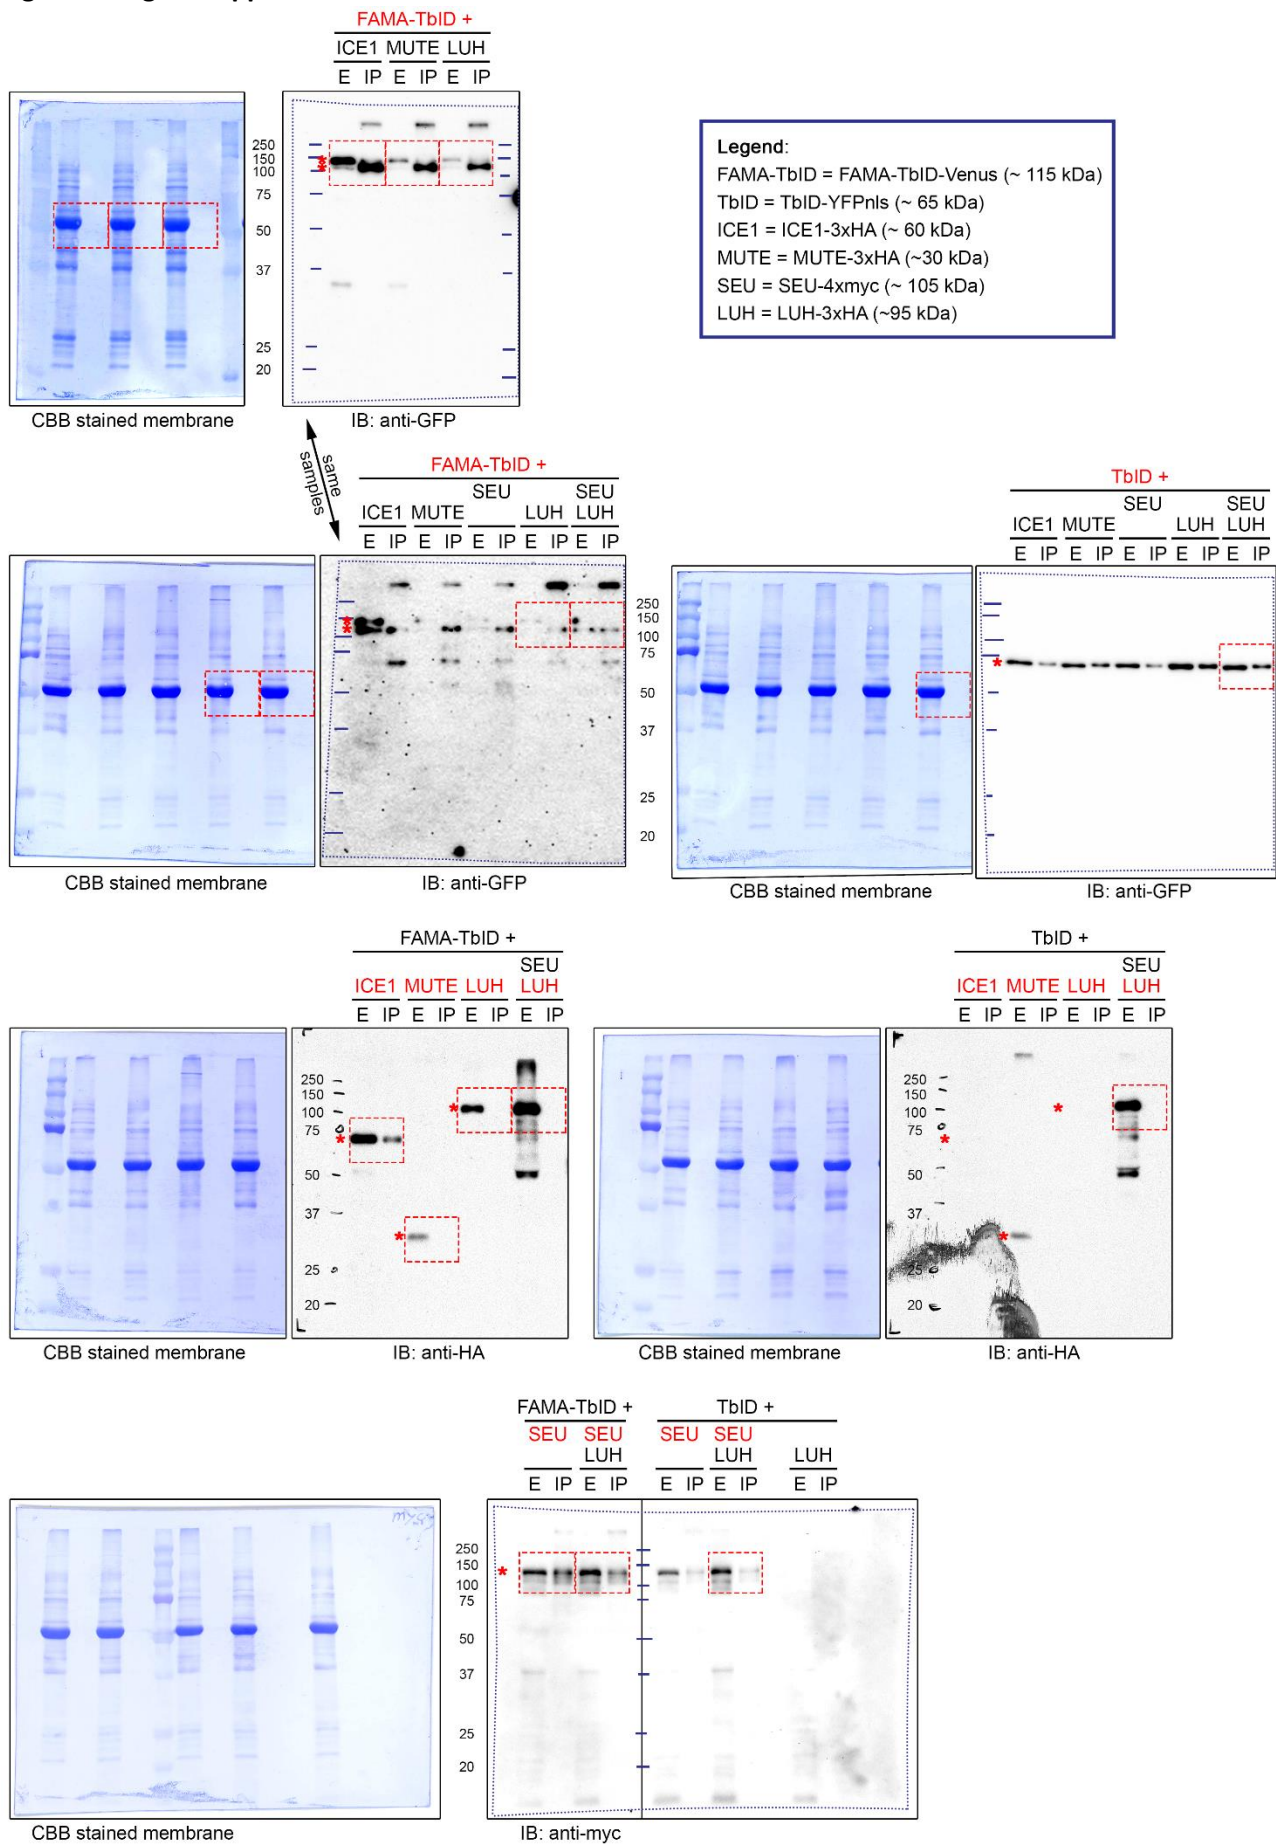 FAMA-TbID +
ICE1 MUTE LUH
E IP E IP E IP
250
150
100
75
50
37
25
20
CBB stained membrane
IB: anti-GFP
Legend:
FAMA-TbID = FAMA-TbID-Venus (~ 115 kDa)
TbID = TbID-YFPnls (~ 65 kDa)
ICE1 = ICE1-3xHA (~ 60 kDa)
MUTE = MUTE-3xHA (~30 kDa)
SEU = SEU-4xmyc (~ 105 kDa)
LUH = LUH-3xHA (~95 kDa)
same
samples
FAMA-TbID +
SEU SEU
ICE1 MUTE LUH LUH
E IP E IP E IP E IP E IP
250
150
100
75
50
37
25
20
CBB stained membrane
IB: anti-GFP
TbID +
SEU SEU
ICE1 MUTE LUH LUH
E IP E IP E IP E IP E IP
CBB stained membrane
IB: anti-GFP
FAMA-TbID +
SEU
ICE1 MUTE LUH LUH
E IP E IP E IP E IP
250
150
100
75
50
37
25
20
CBB stained membrane
IB: anti-HA
TbID +
SEU
ICE1 MUTE LUH LUH
E IP E IP E IP E IP
250
150
100
75
50
37
25
20
CBB stained membrane
IB: anti-HA
FAMA-TbID + TbID +
SEU SEU SEU SEU
LUH LUH LUH
E IP E IP E IP E IP E IP
250
150
100
75
50
37
25
20
CBB stained membrane
IB: anti-myc